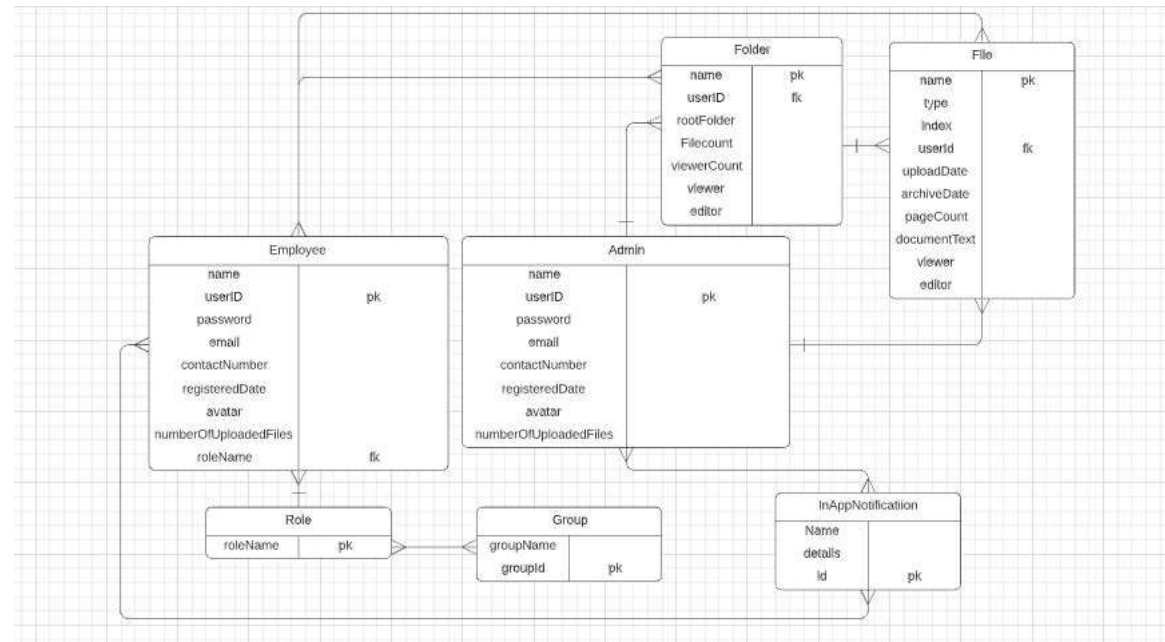 Folder
name pk
userID fk
rootFolder
Filecount
viewerCount
viewer
editor
File
name pk
type
Index
userId fk
uploadDate
archiveDate
pageCount
documentText
viewer
editor
Employee
name
userID pk
password
email
contactNumber
registeredDate
avatar
numberOfUploadedFiles
roleName fk
Admin
name
userID pk
password
email
contactNumber
registeredDate
avatar
numberOfUploadedFiles
Role
roleName pk
Group
groupName
groupId pk
InAppNotificatiion
Name
details
Id pk